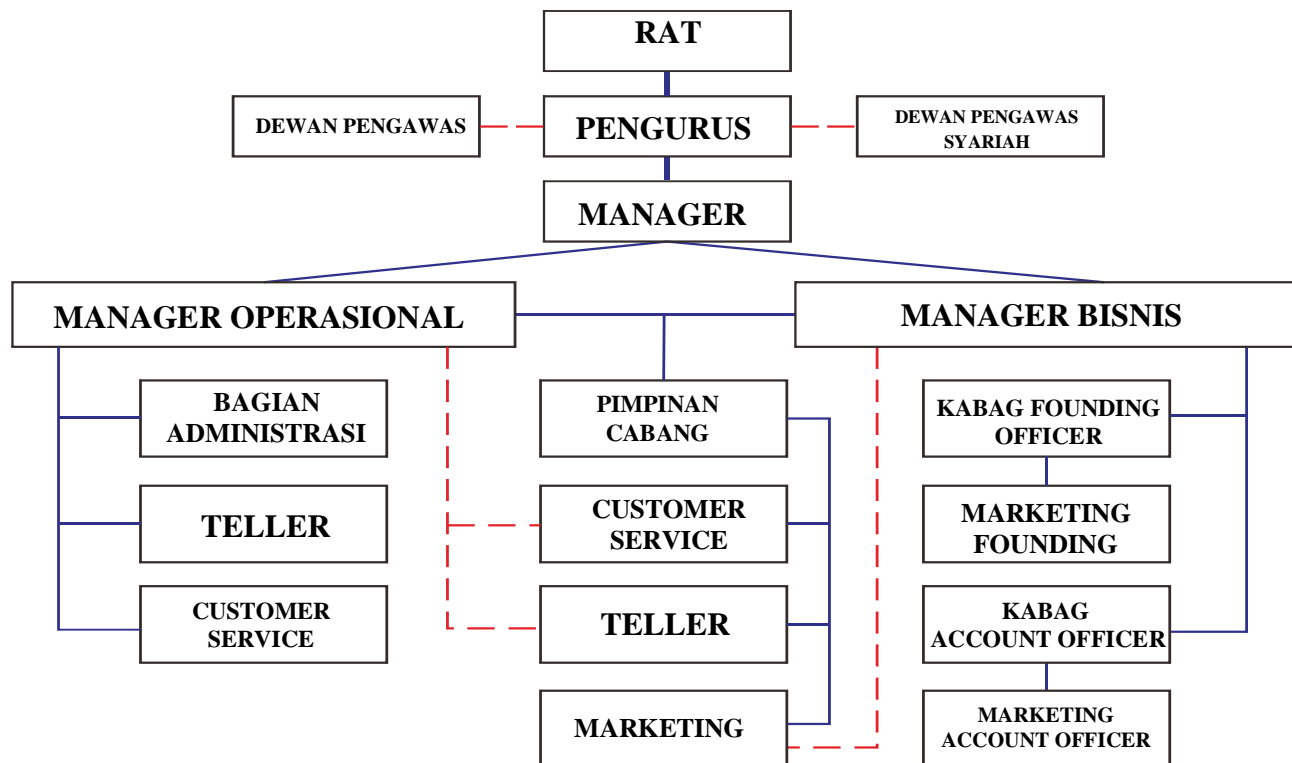 RAT
DEWAN PENGAWAS
PENGURUS
DEWAN PENGAWAS
SYARIAH
MANAGER
MANAGER OPERASIONAL
MANAGER BISNIS
BAGIAN
ADMINISTRASI
TELLER
CUSTOMER
SERVICE
PIMPINAN
CABANG
CUSTOMER
SERVICE
TELLER
MARKETING
KABAG FOUNDING
OFFICER
MARKETING
FOUNDING
KABAG
ACCOUNT OFFICER
MARKETING
ACCOUNT OFFICER